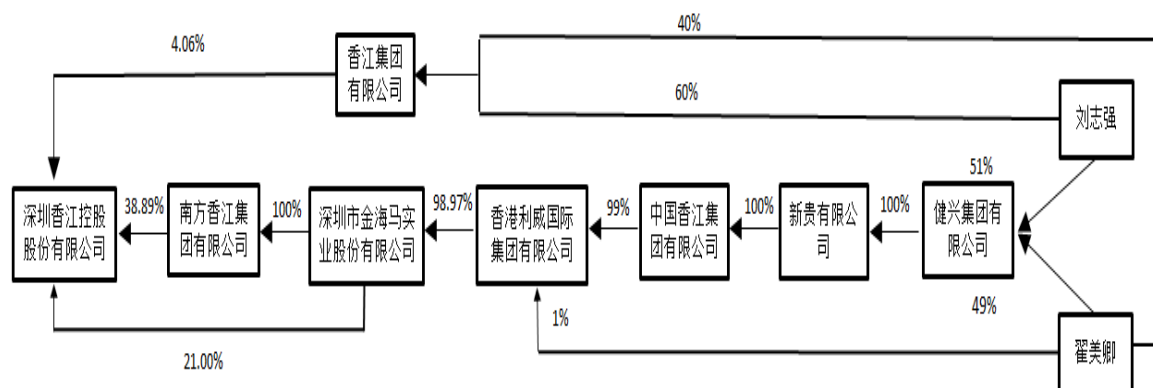 40%
4.06%
香江集团
有限公司
60%
刘志强
51%
深圳香江控股
股份有限公司
38.89%
南方香江集
团有限公司
100%
深圳市金海马实
业股份有限公司
98.97%
香港利威国际
集团有限公司
99%
中国香江集
团有限公司
100%
新贵有限公
司
100%
健兴集团有
限公司
49%
1%
翟美卿
21.00%